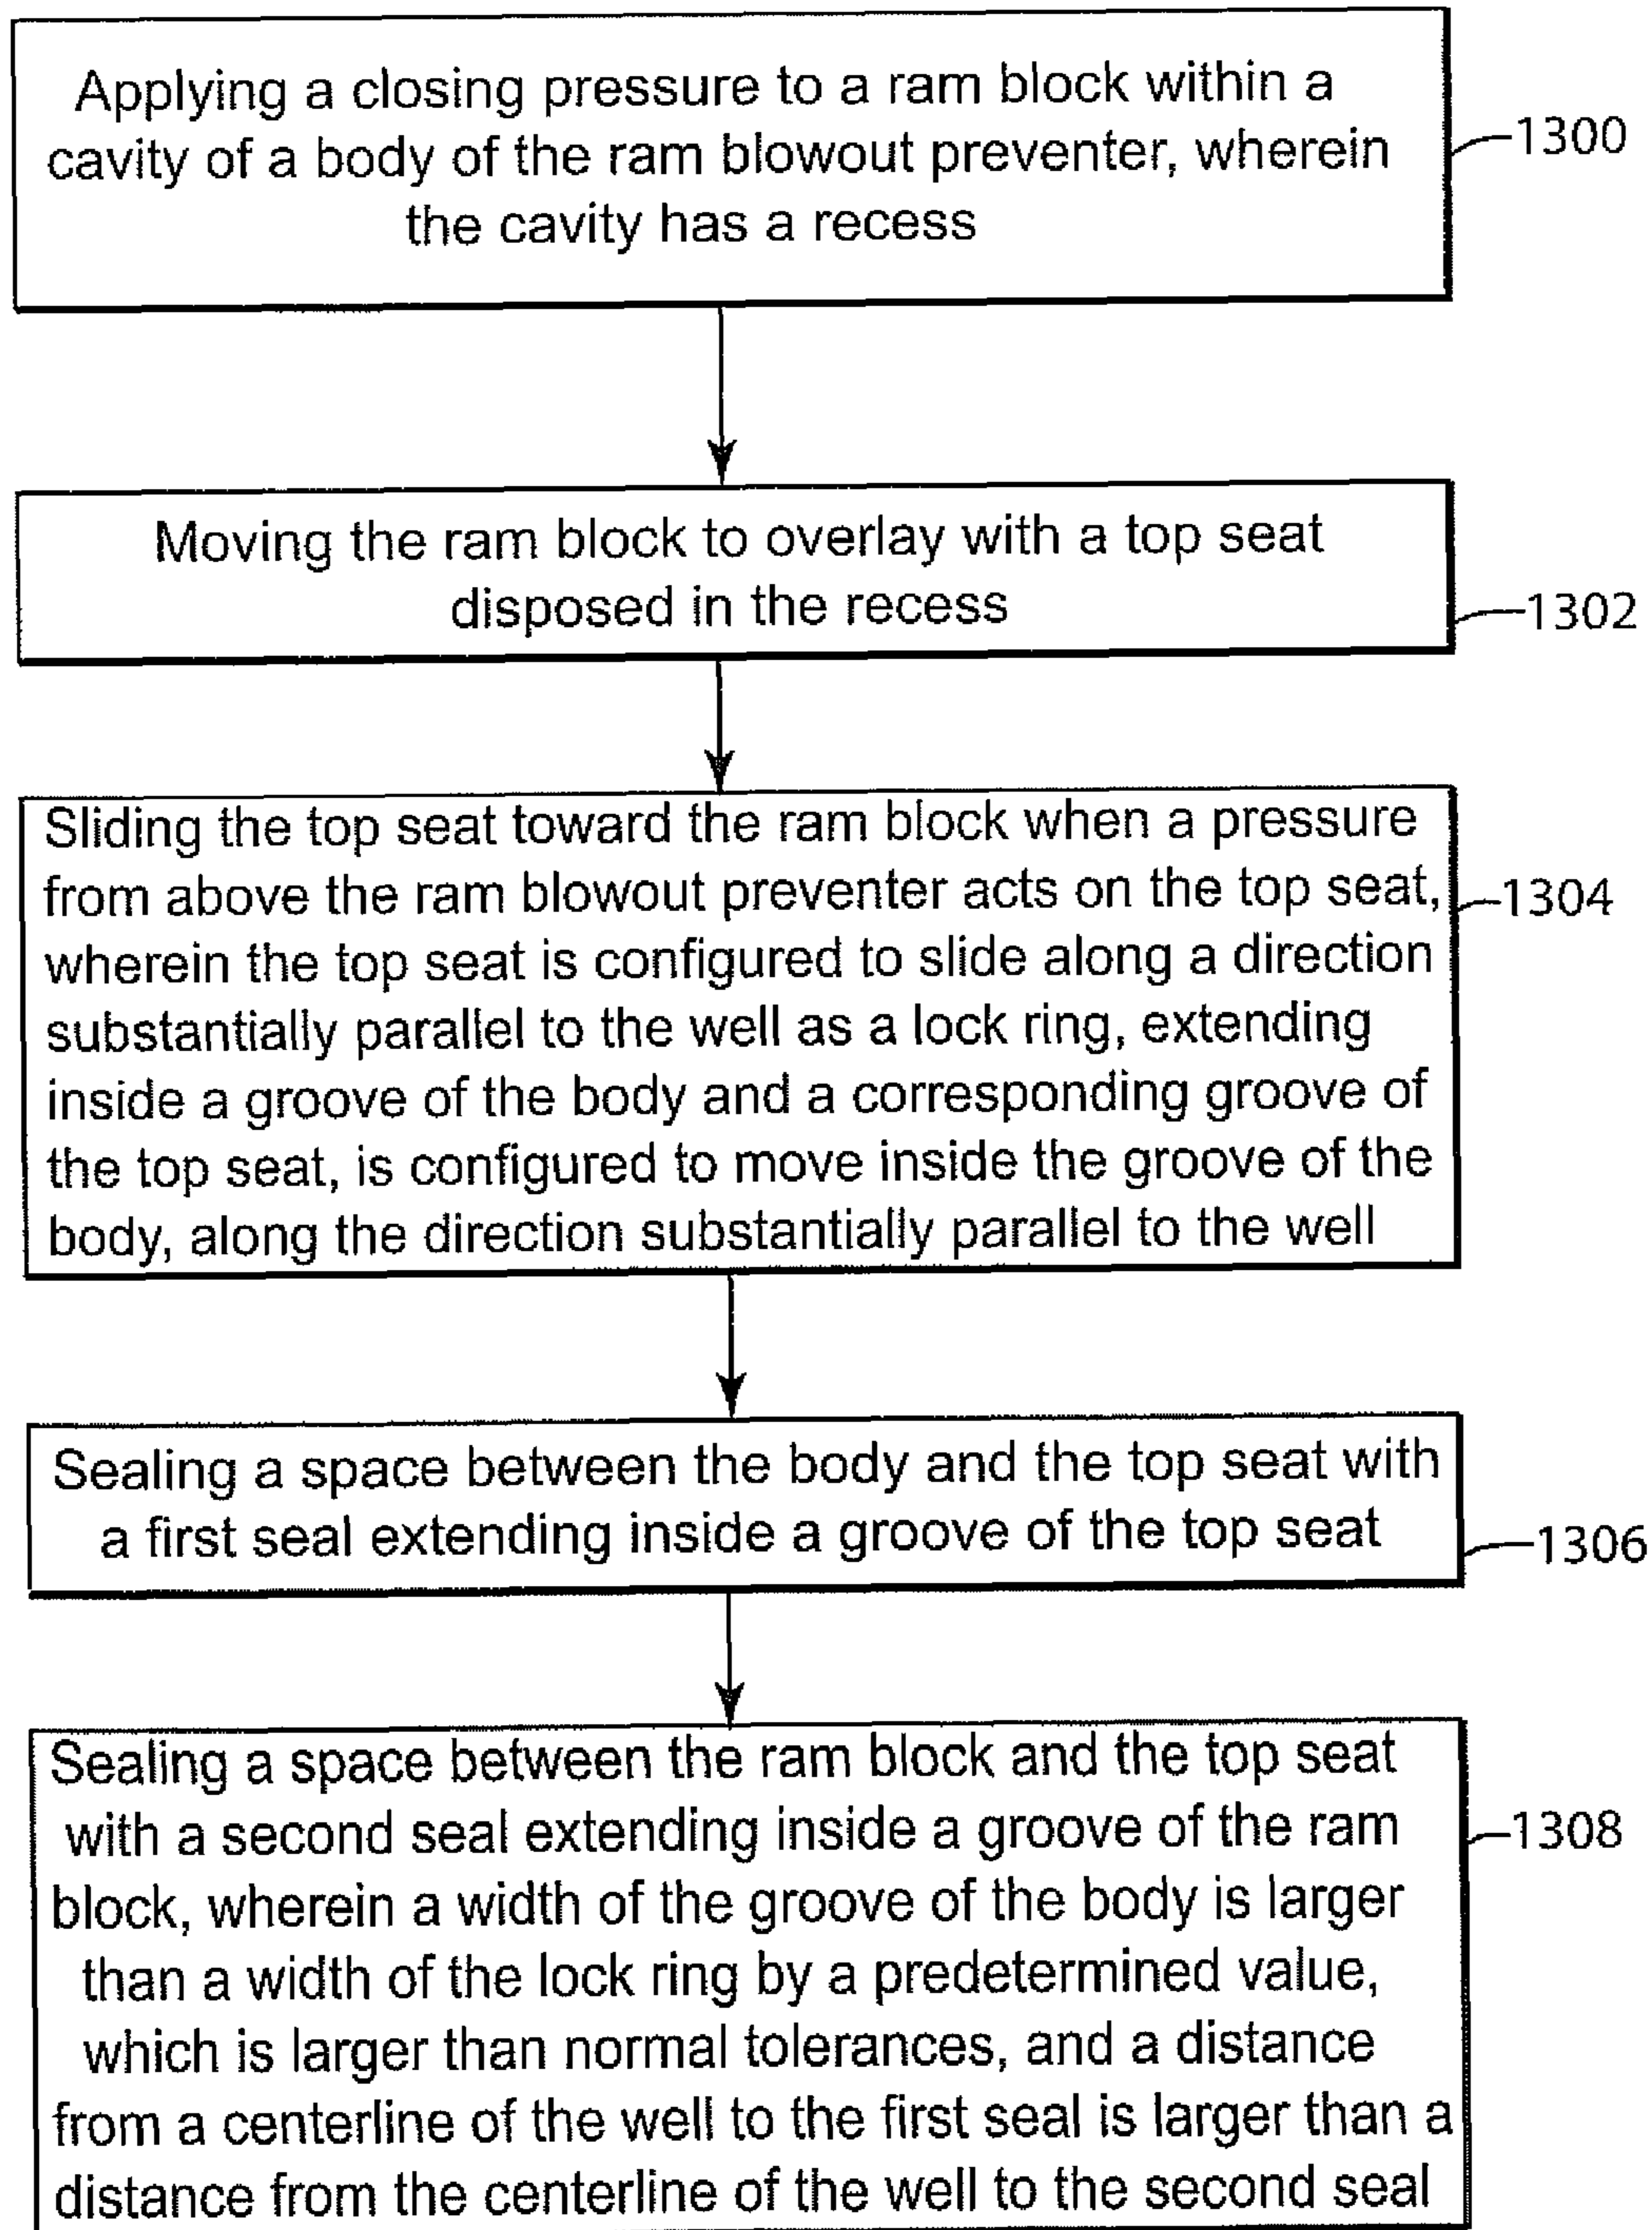 Applying a closing pressure to a ram block within a
cavity of a body of the ram blowout preventer, wherein
the cavity has a recess
1300
Moving the ram block to overlay with a top seat
disposed in the recess
1302
Sliding the top seat toward the ram block when a pressure
from above the ram blowout preventer acts on the top seat,
wherein the top seat is configured to slide along a direction
substantially parallel to the well as a lock ring, extending
inside a groove of the body and a corresponding groove of
the top seat, is configured to move inside the groove of the
body, along the direction substantially parallel to the well
1304
Sealing a space between the body and the top seat with
a first seal extending inside a groove of the top seat
1306
Sealing a space between the ram block and the top seat
with a second seal extending inside a groove of the ram
block, wherein a width of the groove of the body is larger
than a width of the lock ring by a predetermined value,
which is larger than normal tolerances, and a distance
from a centerline of the well to the first seal is larger than a
distance from the centerline of the well to the second seal
1308